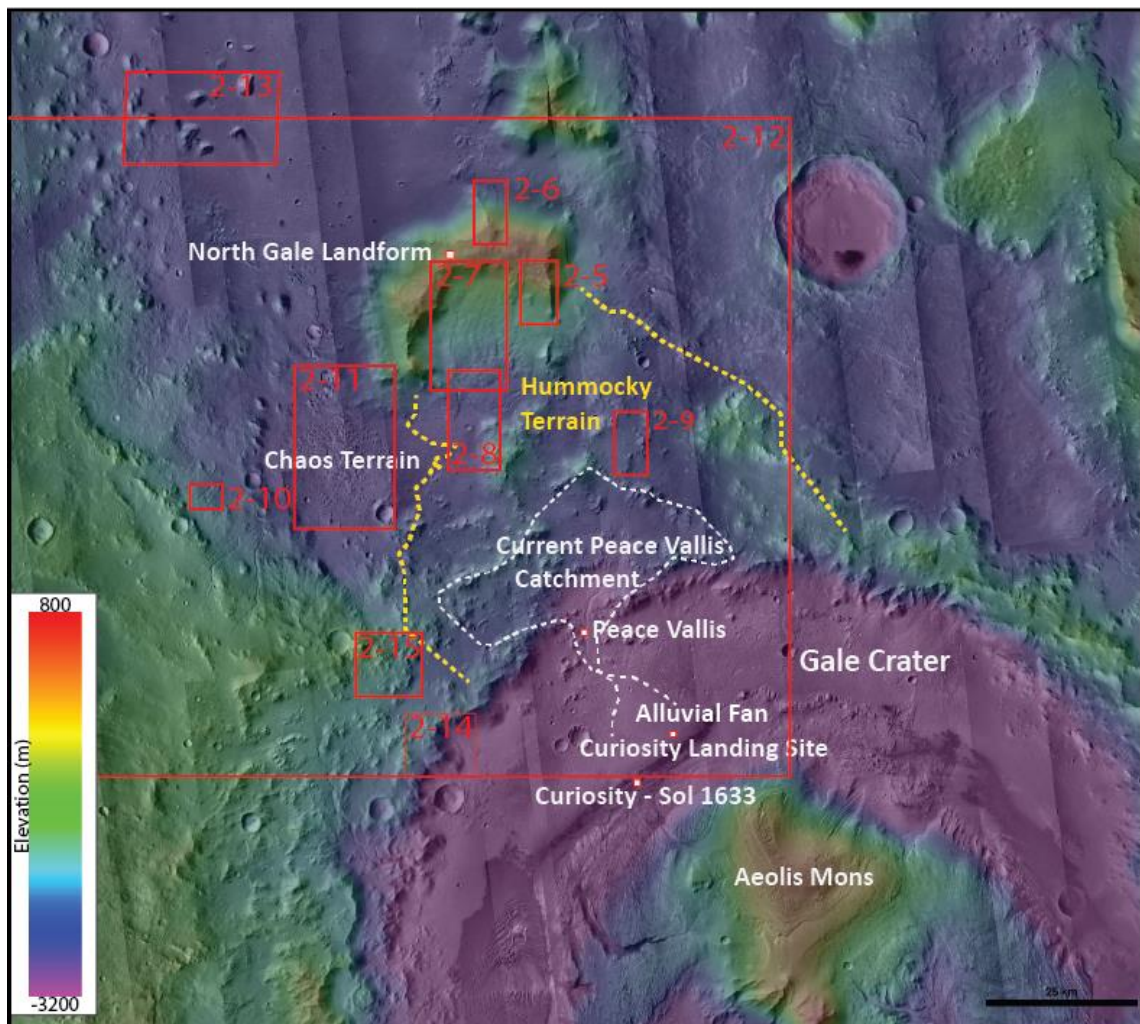 2-13
2-12
2-6
North Gale Landform
2-7
2-5
2-11
Hummocky
Terrain
2-9
2-8
Chaos Terrain
2-10
Current Peace Vallis
Catchment
800
Peace Vallis
2-15
Gale Crater
2-14
Alluvial Fan
Curiosity Landing Site
Elevation (m)
Curiosity - Sol 1633
Aeolis Mons
-3200
25 km